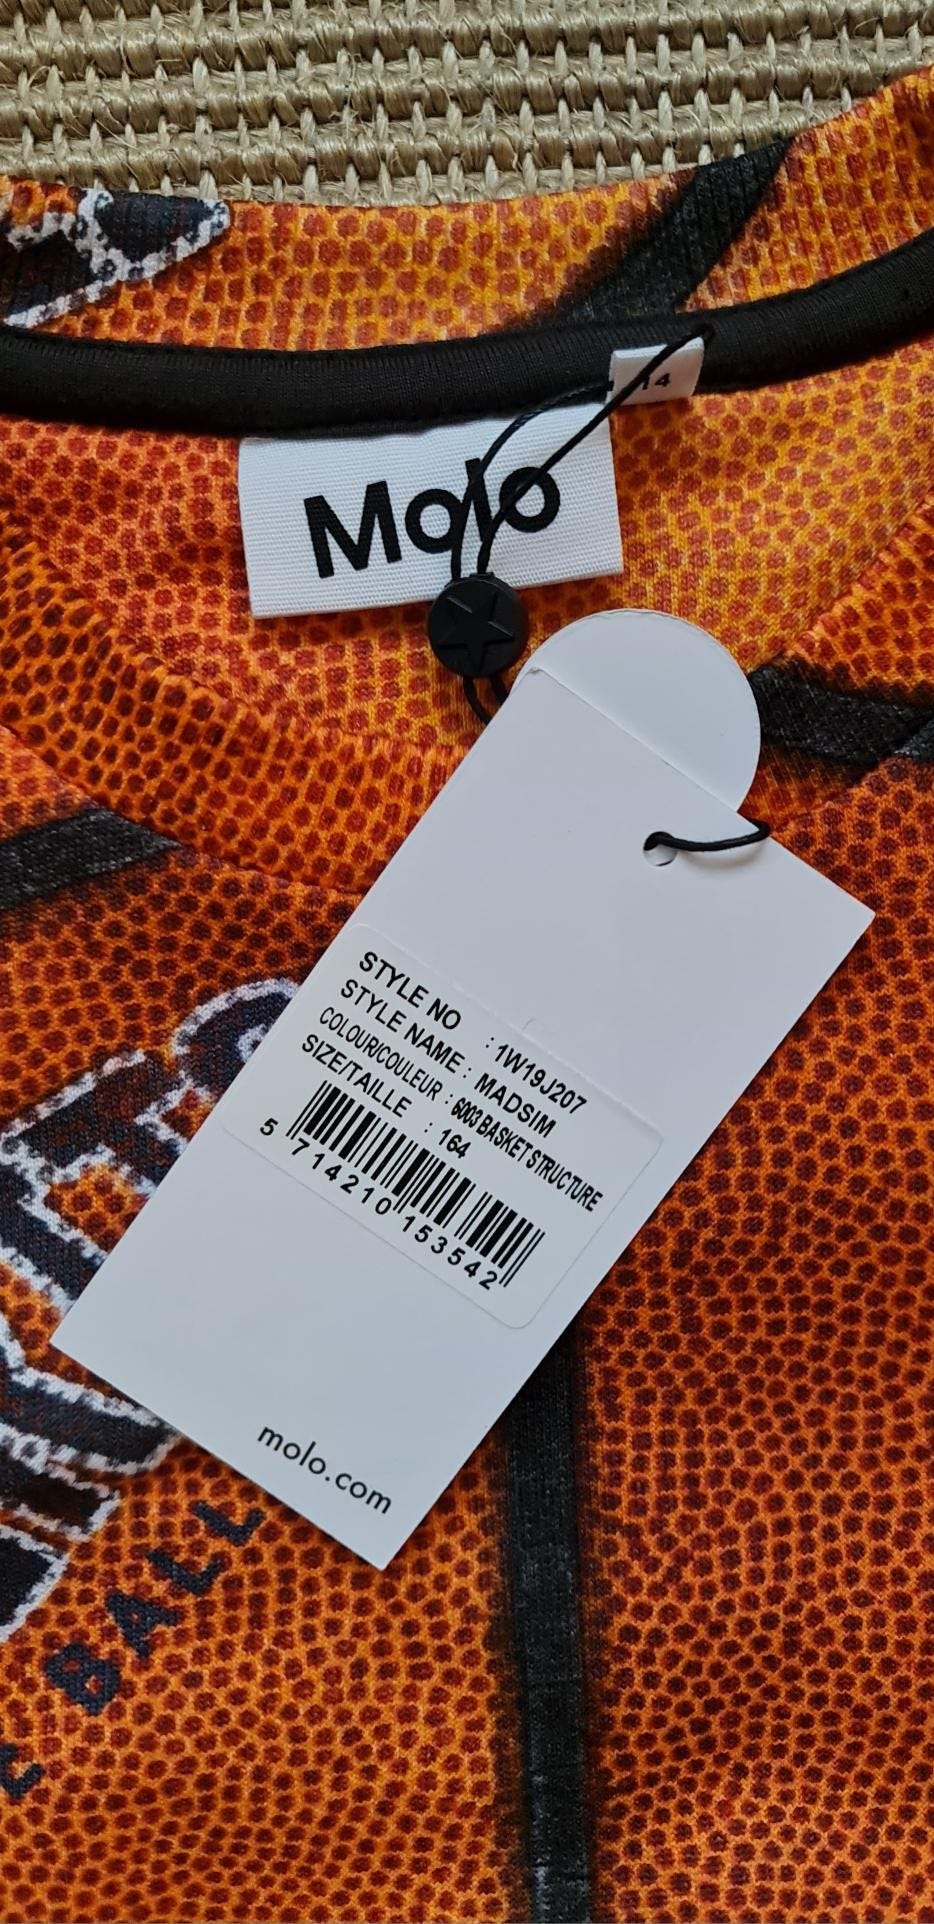 14
Molo
STYLE NO : 1W19J207
STYLE NAME : MADSIM
COLOUR/COULEUR : 6003 BASKET STRUCTURE
SIZE/TAILLE : 164
5 714210 153542
molo.com
BALL